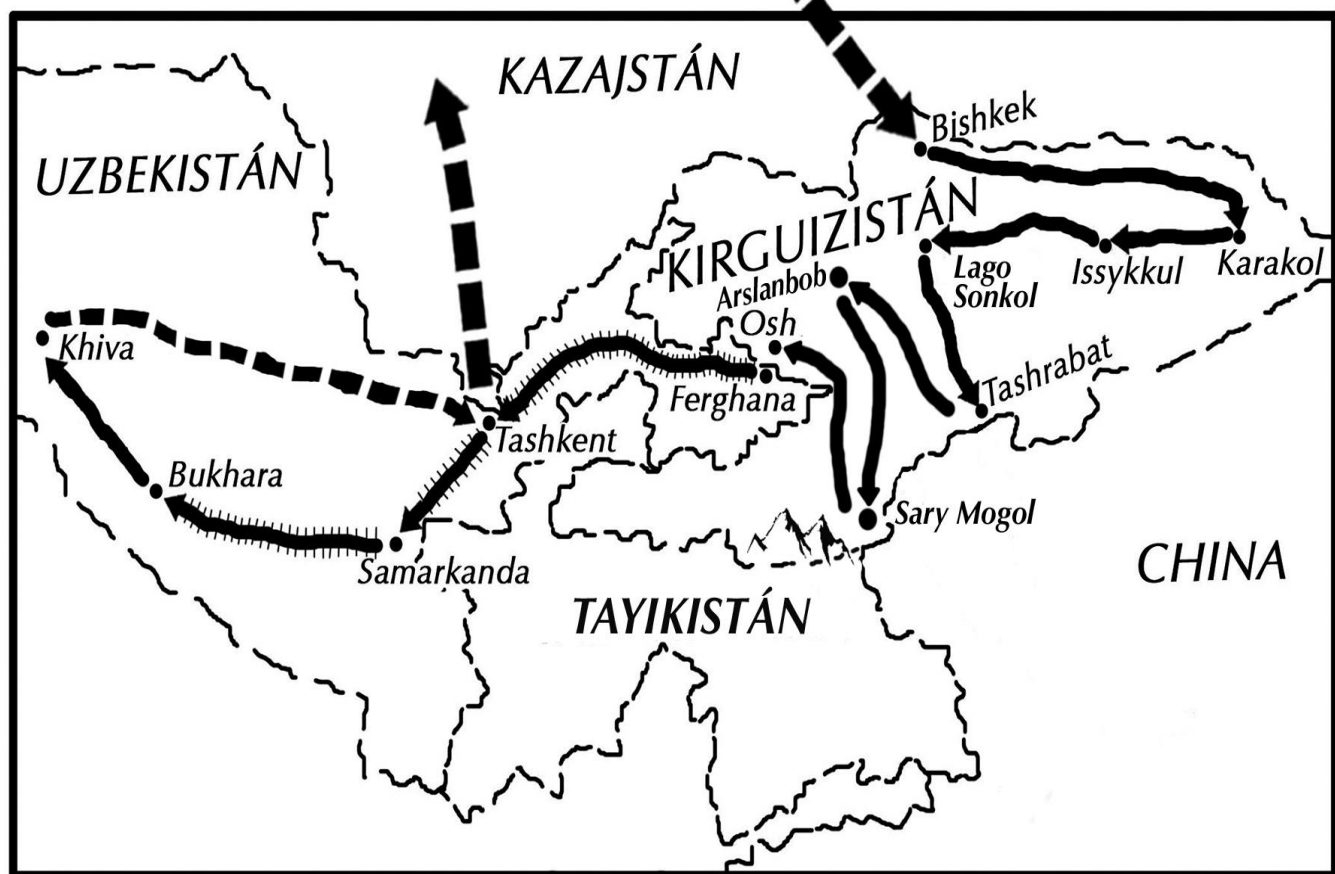 KAZAJSTÁN
Bishkek
UZBEKISTÁN
KIRGUIZISTÁN
Karakol
Issykkul
Lago
Sonkol
Arslanbob
Osh
Khiva
Tashrabat
Ferghana
Tashkent
Bukhara
Sary Mogol
Samarkanda
CHINA
TAYIKISTÁN